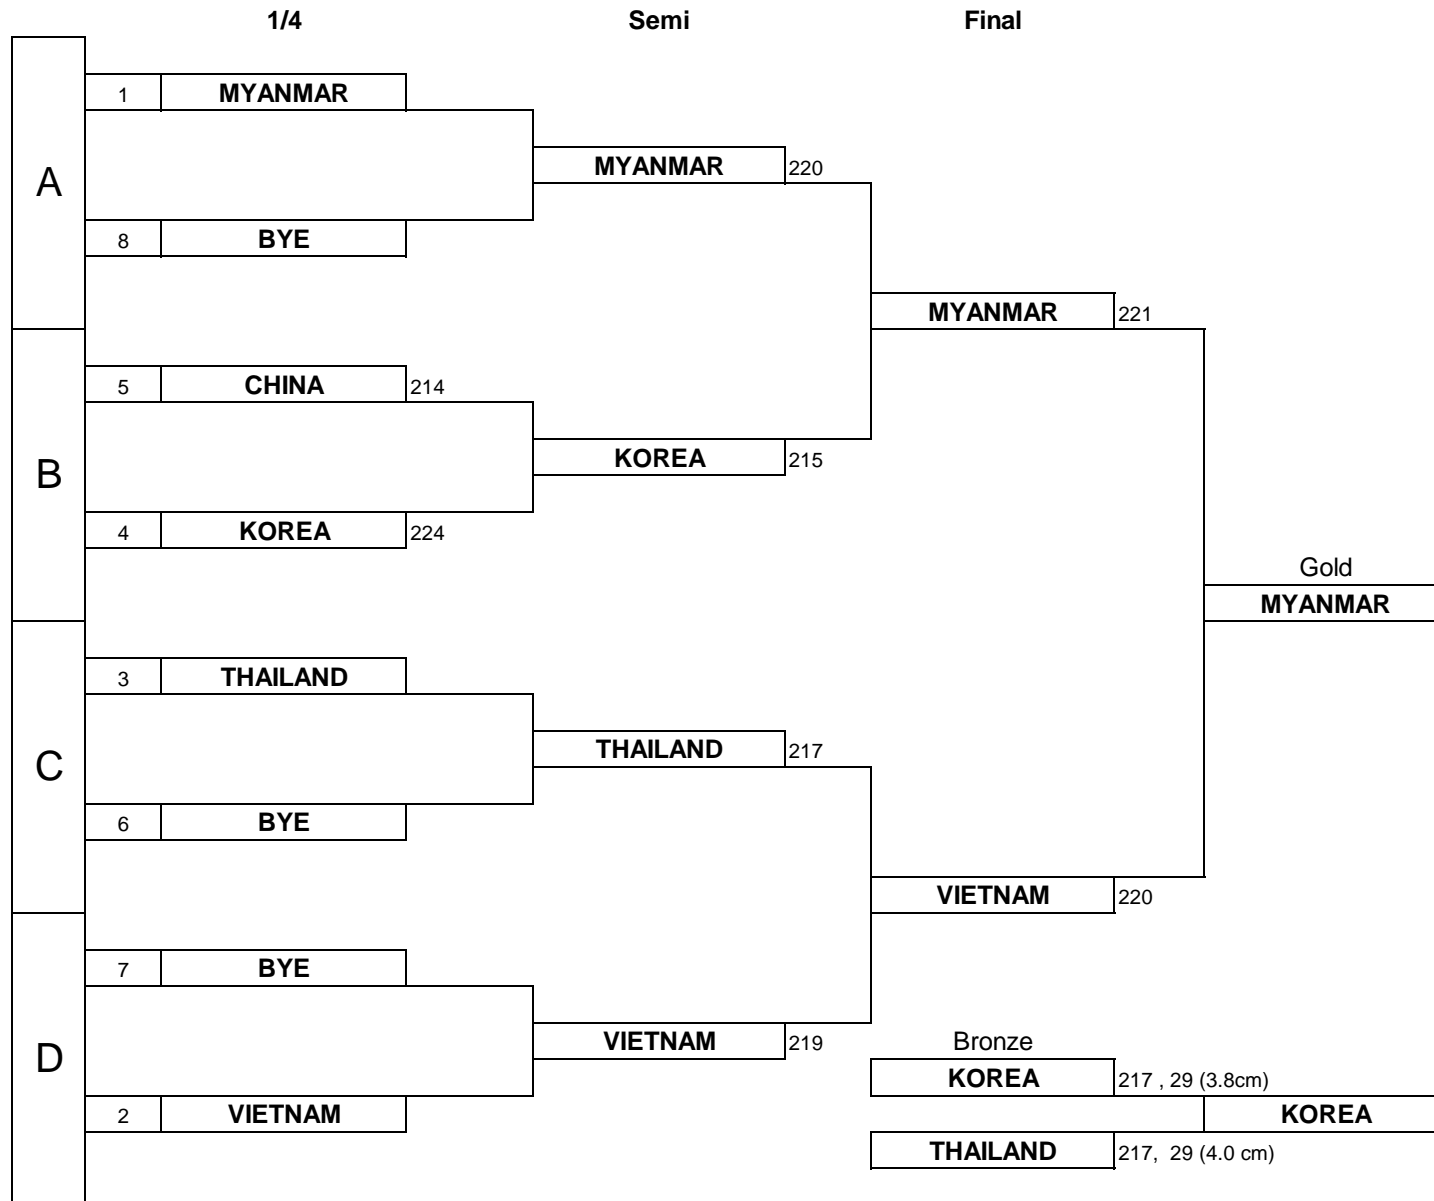 1/4 Semi Final
1 MYANMAR
A
MYANMAR 220
8 BYE
MYANMAR 221
5 CHINA 214
B
KOREA 215
4 KOREA 224
Gold
MYANMAR
3 THAILAND
C
THAILAND 217
6 BYE
VIETNAM 220
7 BYE
D
VIETNAM 219
Bronze
KOREA 217 , 29 (3.8cm)
2 VIETNAM
KOREA
THAILAND 217, 29 (4.0 cm)